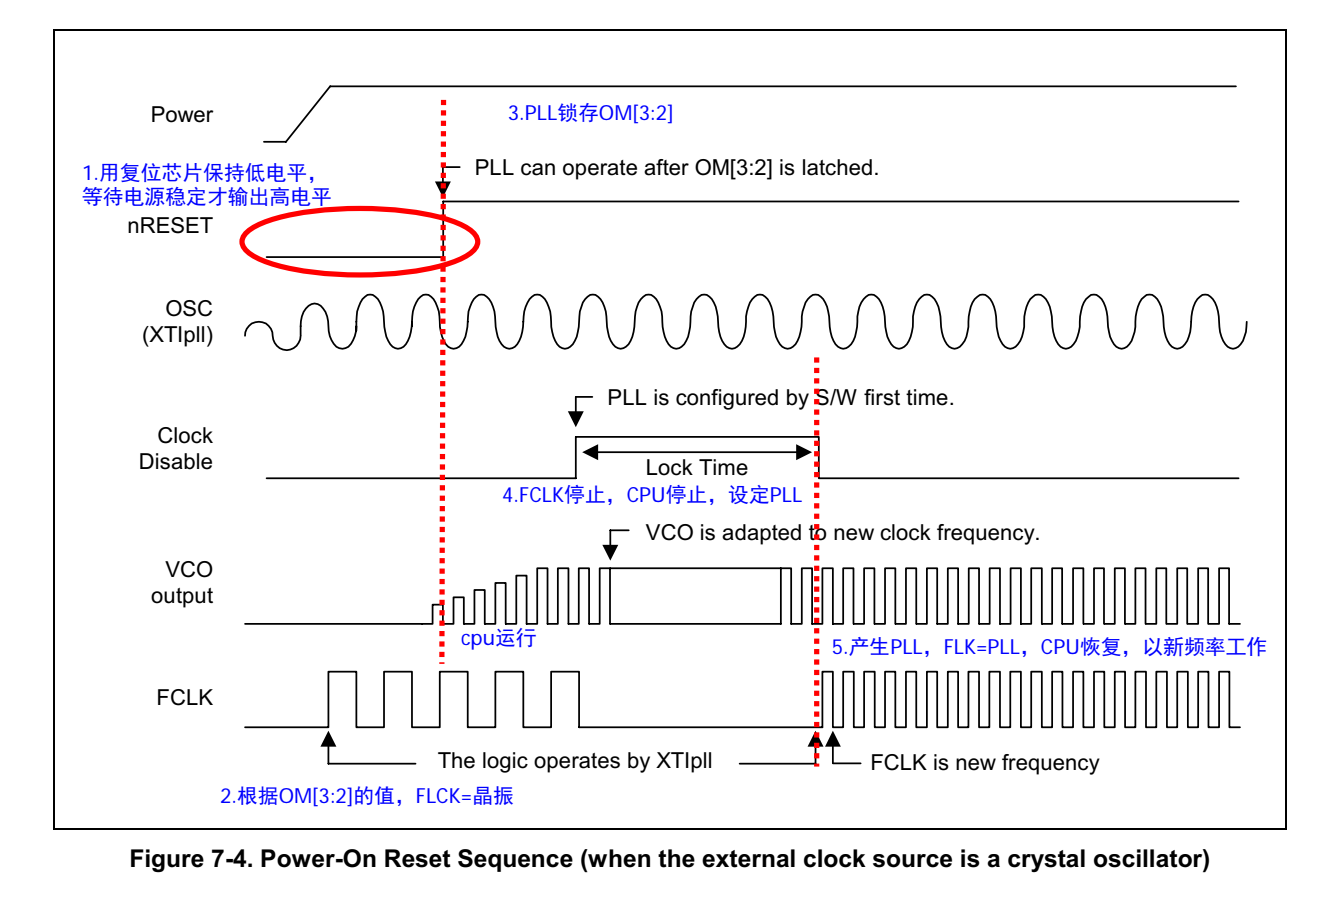 Power
3.PLL锁存OM[3:2]
1.用复位芯片保持低电平，
等待电源稳定才输出高电平
PLL can operate after OM[3:2] is latched.
nRESET
OSC
(XTIpll)
PLL is configured by S/W first time.
Clock
Disable
Lock Time
4.FCLK停止，CPU停止，设定PLL
VCO is adapted to new clock frequency.
VCO
output
cpu运行
5.产生PLL，FLK=PLL，CPU恢复，以新频率工作
FCLK
The logic operates by XTIpll
FCLK is new frequency
2.根据OM[3:2]的值，FLCK=晶振
Figure 7-4. Power-On Reset Sequence (when the external clock source is a crystal oscillator)